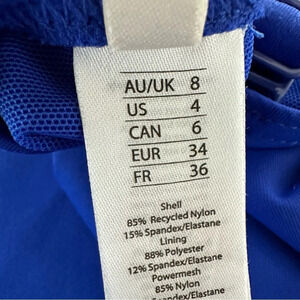 AU/UK 8
US 4
CAN 6
EUR 34
FR 36
Shell
85% Recycled Nylon
15% Spandex/Elastane
Lining
88% Polyester
12% Spandex/Elastane
Powermesh
85% Nylon
Spandex/Elastane